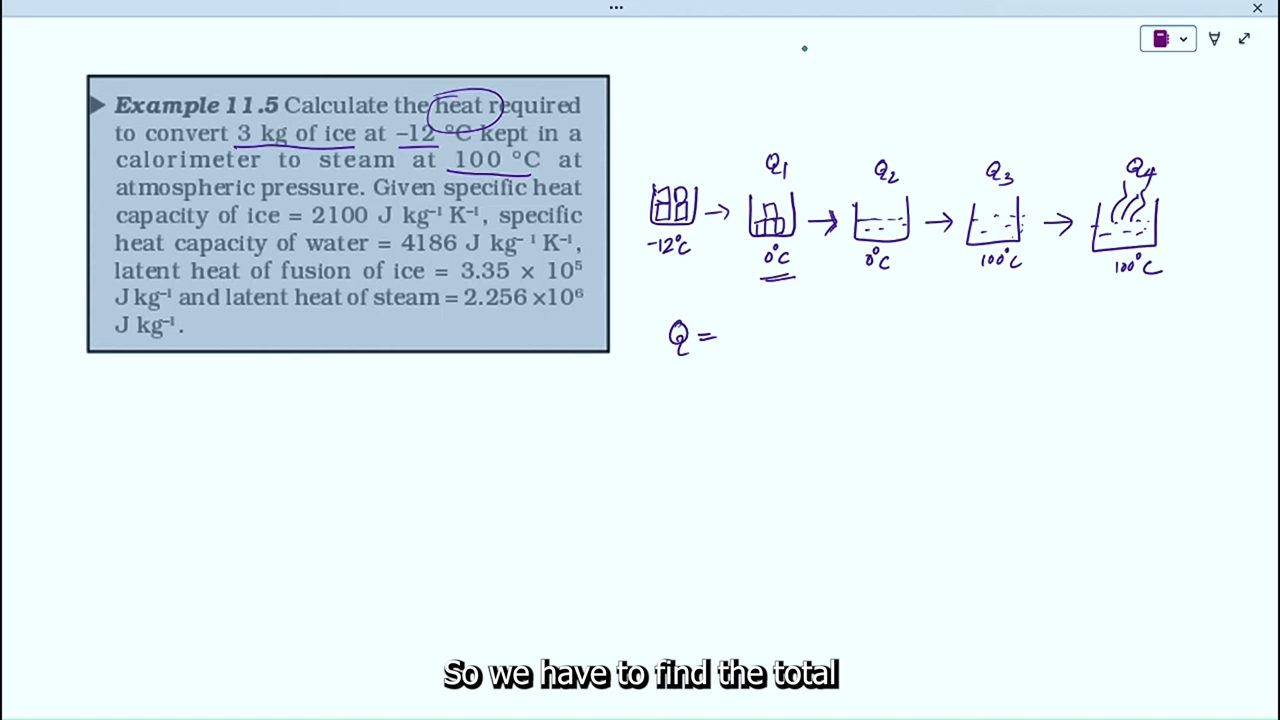 Example 11.5 Calculate the heat required
to convert 3 kg of ice at –12 °C kept in a
calorimeter to steam at 100 °C at
atmospheric pressure. Given specific heat
capacity of ice = 2100 J kg⁻¹ K⁻¹, specific
heat capacity of water = 4186 J kg⁻¹ K⁻¹,
latent heat of fusion of ice = 3.35 × 10⁵
J kg⁻¹ and latent heat of steam = 2.256 ×10⁶
J kg⁻¹.
Q1 Q2 Q3 Q4
-12°C 0°C 0°C 100°C 100°C
Q =
So we have to find the total